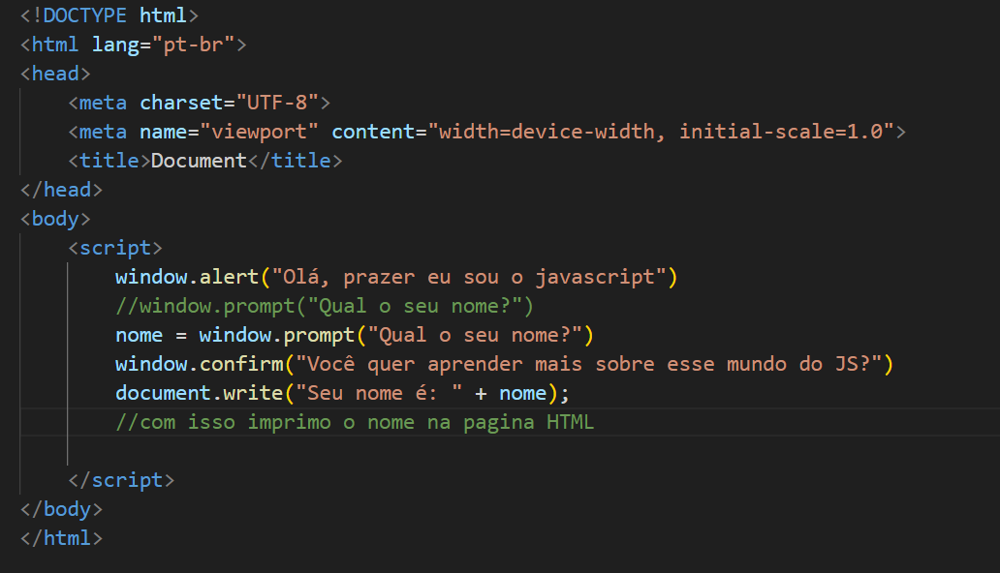 <!DOCTYPE html>
<html lang="pt-br">
<head>
    <meta charset="UTF-8">
    <meta name="viewport" content="width=device-width, initial-scale=1.0">
    <title>Document</title>
</head>
<body>
    <script>
        window.alert("Olá, prazer eu sou o javascript")
        //window.prompt("Qual o seu nome?")
        nome = window.prompt("Qual o seu nome?")
        window.confirm("Você quer aprender mais sobre esse mundo do JS?")
        document.write("Seu nome é: " + nome);
        //com isso imprimo o nome na pagina HTML
    </script>
</body>
</html>